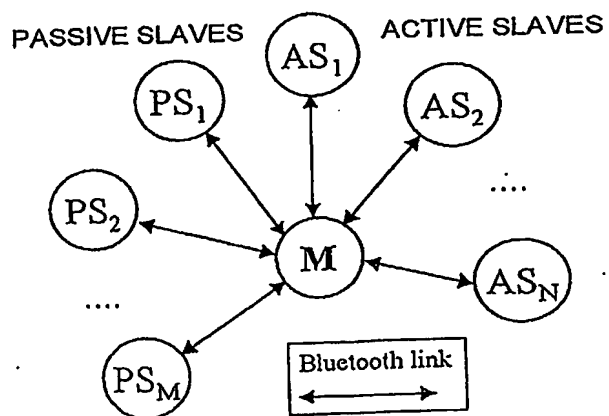 PASSIVE SLAVES
ACTIVE SLAVES
AS₁
PS₁
AS₂
PS₂
....
M
....
ASN
PSM
Bluetooth link